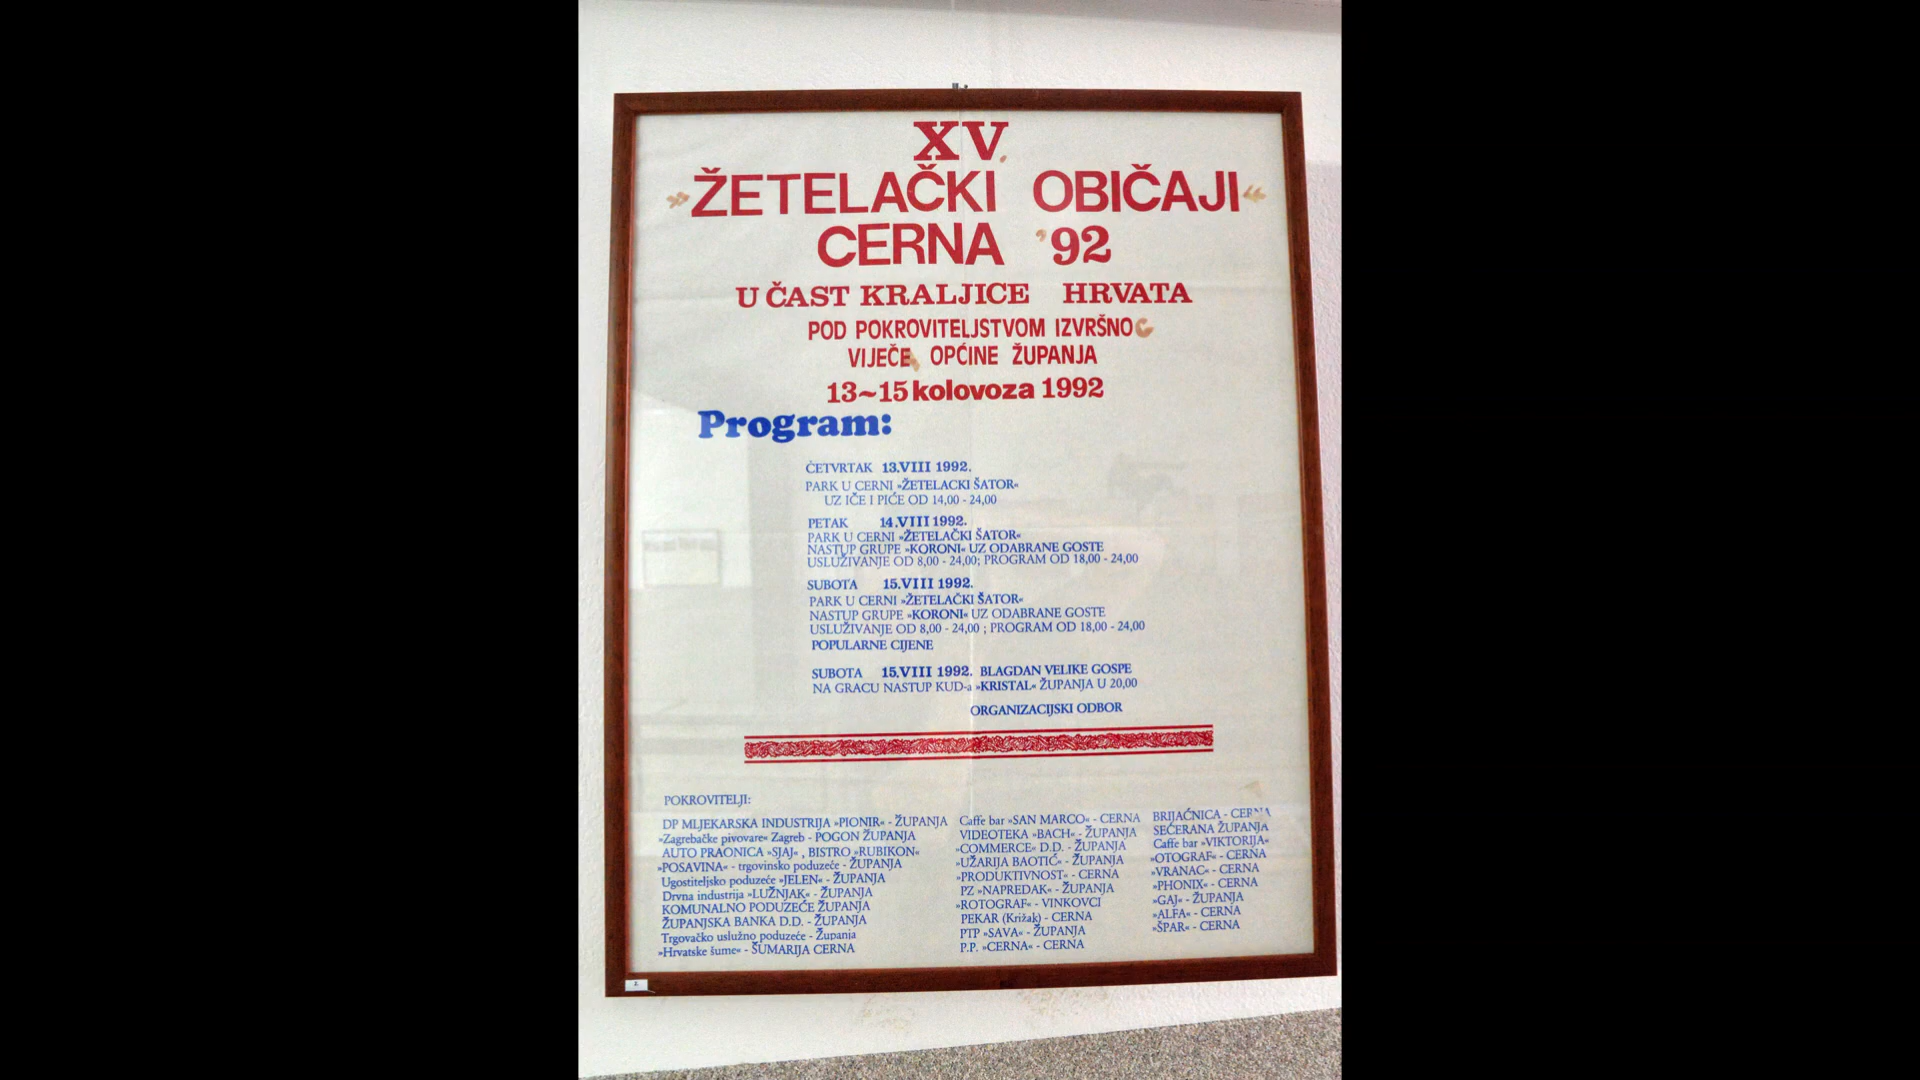 XV.
»ŽETELAČKI OBIČAJI«
CERNA '92
U ČAST KRALJICE HRVATA
POD POKROVITELJSTVOM IZVRŠNOG
VIJEČE, OPĆINE ŽUPANJA
13~15 kolovoza 1992
Program:
ČETVRTAK 13.VIII 1992.
PARK U CERNI »ŽETELACKI ŠATOR«
UZ IČE I PIĆE OD 14,00 - 24,00
PETAK 14.VIII 1992.
PARK U CERNI »ŽETELAČKI ŠATOR«
NASTUP GRUPE »KORONI« UZ ODABRANE GOSTE
USLUŽIVANJE OD 8,00 - 24,00; PROGRAM OD 18,00 - 24,00
SUBOTA 15.VIII 1992.
PARK U CERNI »ŽETELAČKI ŠATOR«
NASTUP GRUPE »KORONI« UZ ODABRANE GOSTE
USLUŽIVANJE OD 8,00 - 24,00 ; PROGRAM OD 18,00 - 24,00
POPULARNE CIJENE
SUBOTA 15.VIII 1992. BLAGDAN VELIKE GOSPE
NA GRACU NASTUP KUD-a »KRISTAL« ŽUPANJA U 20,00
ORGANIZACIJSKI ODBOR
POKROVITELJI:
DP MLJEKARSKA INDUSTRIJA »PIONIR« - ŽUPANJA
»Zagrebačke pivovare« Zagreb - POGON ŽUPANJA
AUTO PRAONICA »SJAJ« , BISTRO »RUBIKON«
»POSAVINA« - trgovinsko poduzeće - ŽUPANJA
Ugostiteljsko poduzeće »JELEN« - ŽUPANJA
Drvna industrija »LUŽNJAK« - ŽUPANJA
KOMUNALNO PODUZEĆE ŽUPANJA
ŽUPANJSKA BANKA D.D. - ŽUPANJA
Trgovačko uslužno poduzeće - Županja
»Hrvatske šume« - ŠUMARIJA CERNA
Caffe bar »SAN MARCO« - CERNA
VIDEOTEKA »BACH« - ŽUPANJA
»COMMERCE« D.D. - ŽUPANJA
»UŽARIJA BAOTIĆ« - ŽUPANJA
»PRODUKTIVNOST« - CERNA
PZ »NAPREDAK« - ŽUPANJA
»ROTOGRAF« - VINKOVCI
PEKAR (Križak) - CERNA
PTP »SAVA« - ŽUPANJA
P.P. »CERNA« - CERNA
BRIJAĆNICA - CERNA
SEĆERANA ŽUPANJA
Caffe bar »VIKTORIJA«
»OTOGRAF« - CERNA
»VRANAC« - CERNA
»PHONIX« - CERNA
»GAJ« - ŽUPANJA
»ALFA« - CERNA
»ŠPAR« - CERNA
2.